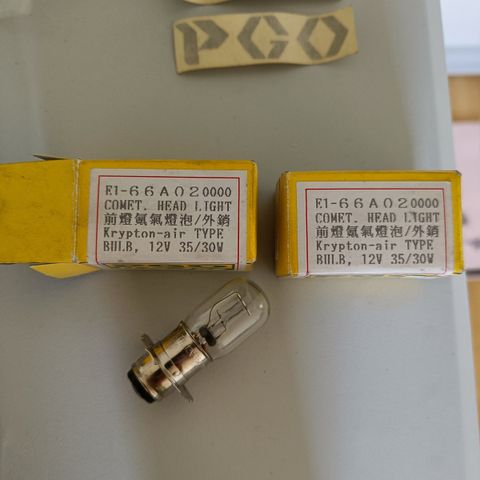 PGO
E1-66A020000
COMET. HEAD LIGHT
前燈氪氣燈泡/外銷
Krypton-air TYPE
BULB, 12V 35/30W
E1-66A020000
COMET. HEAD LIGHT
前燈氪氣燈泡/外銷
Krypton-air TYPE
BULB, 12V 35/30W